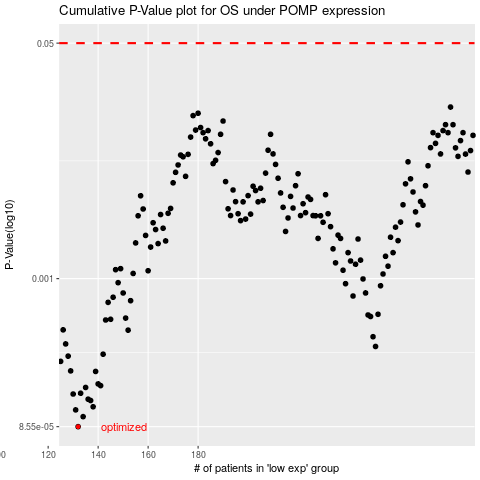 Cumulative P-Value plot for OS under POMP expression
P-Value(log10)
0.05
0.001
8.55e-05
optimized
00 120 140 160 180
# of patients in 'low exp' group